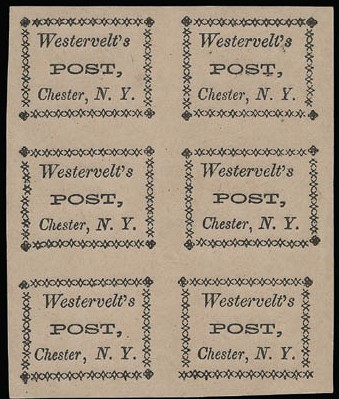 Westervelt's
POST,
Chester, N. Y.
Westervelt's
POST,
Chester, N. Y.
Westervelt's
POST,
Chester, N. Y.
Westervelt's
POST,
Chester, N. Y.
Westervelt's
POST,
Chester, N. Y.
Westervelt's
POST,
Chester, N. Y.